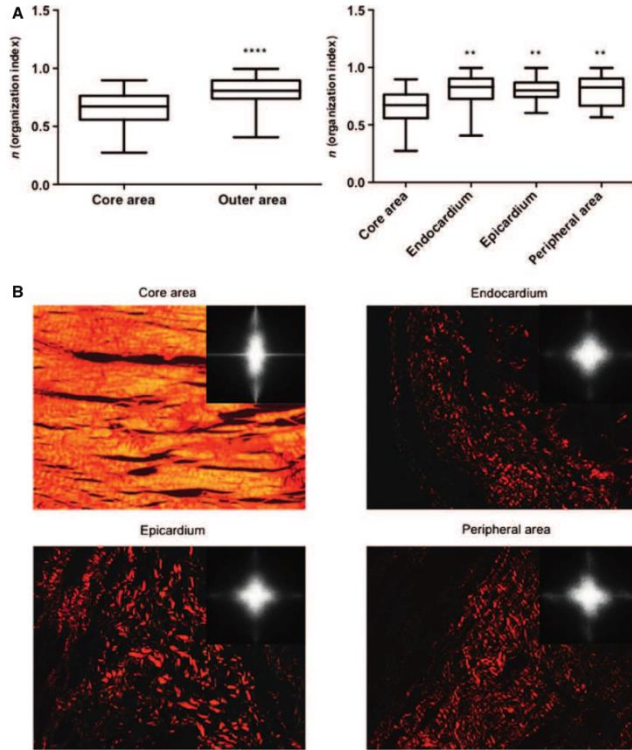 A
1.5
1.0
0.5
0.0
n (organization index)
****
Core area
Outer area
1.5
1.0
0.5
0.0
n (organization index)
**
**
**
Core area
Endocardium
Epicardium
Peripheral area
B
Core area
Endocardium
Epicardium
Peripheral area